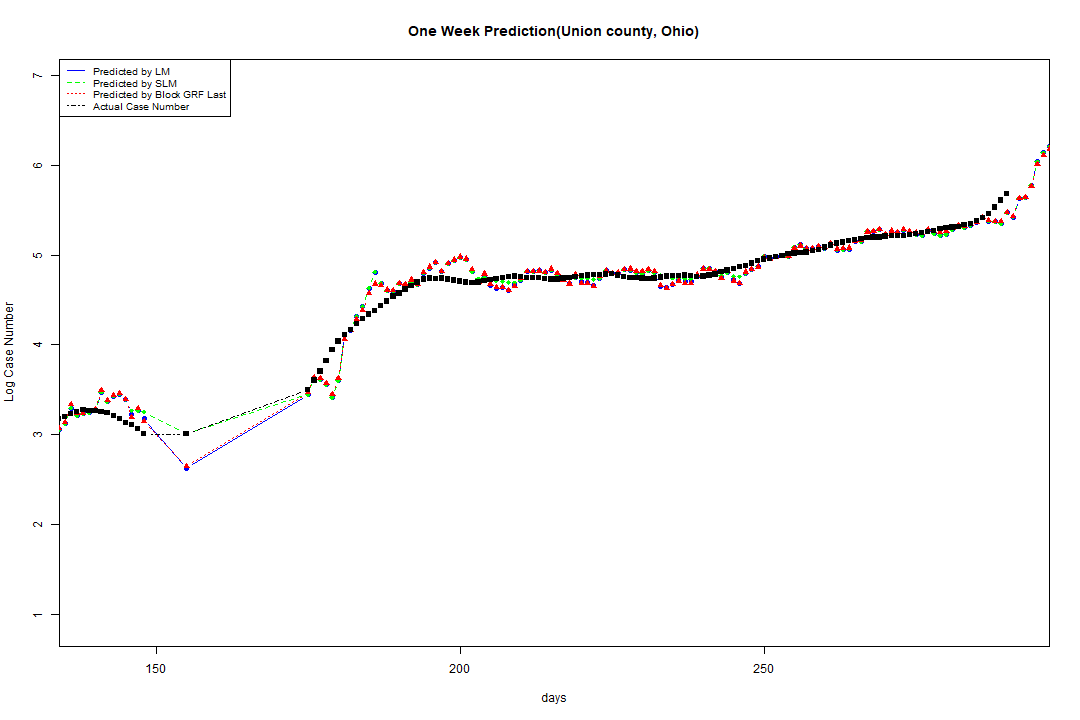 One Week Prediction(Union county, Ohio)
Predicted by LM
Predicted by SLM
Predicted by Block GRF Last
Actual Case Number
7
6
5
4
3
2
1
Log Case Number
150 200 250
days